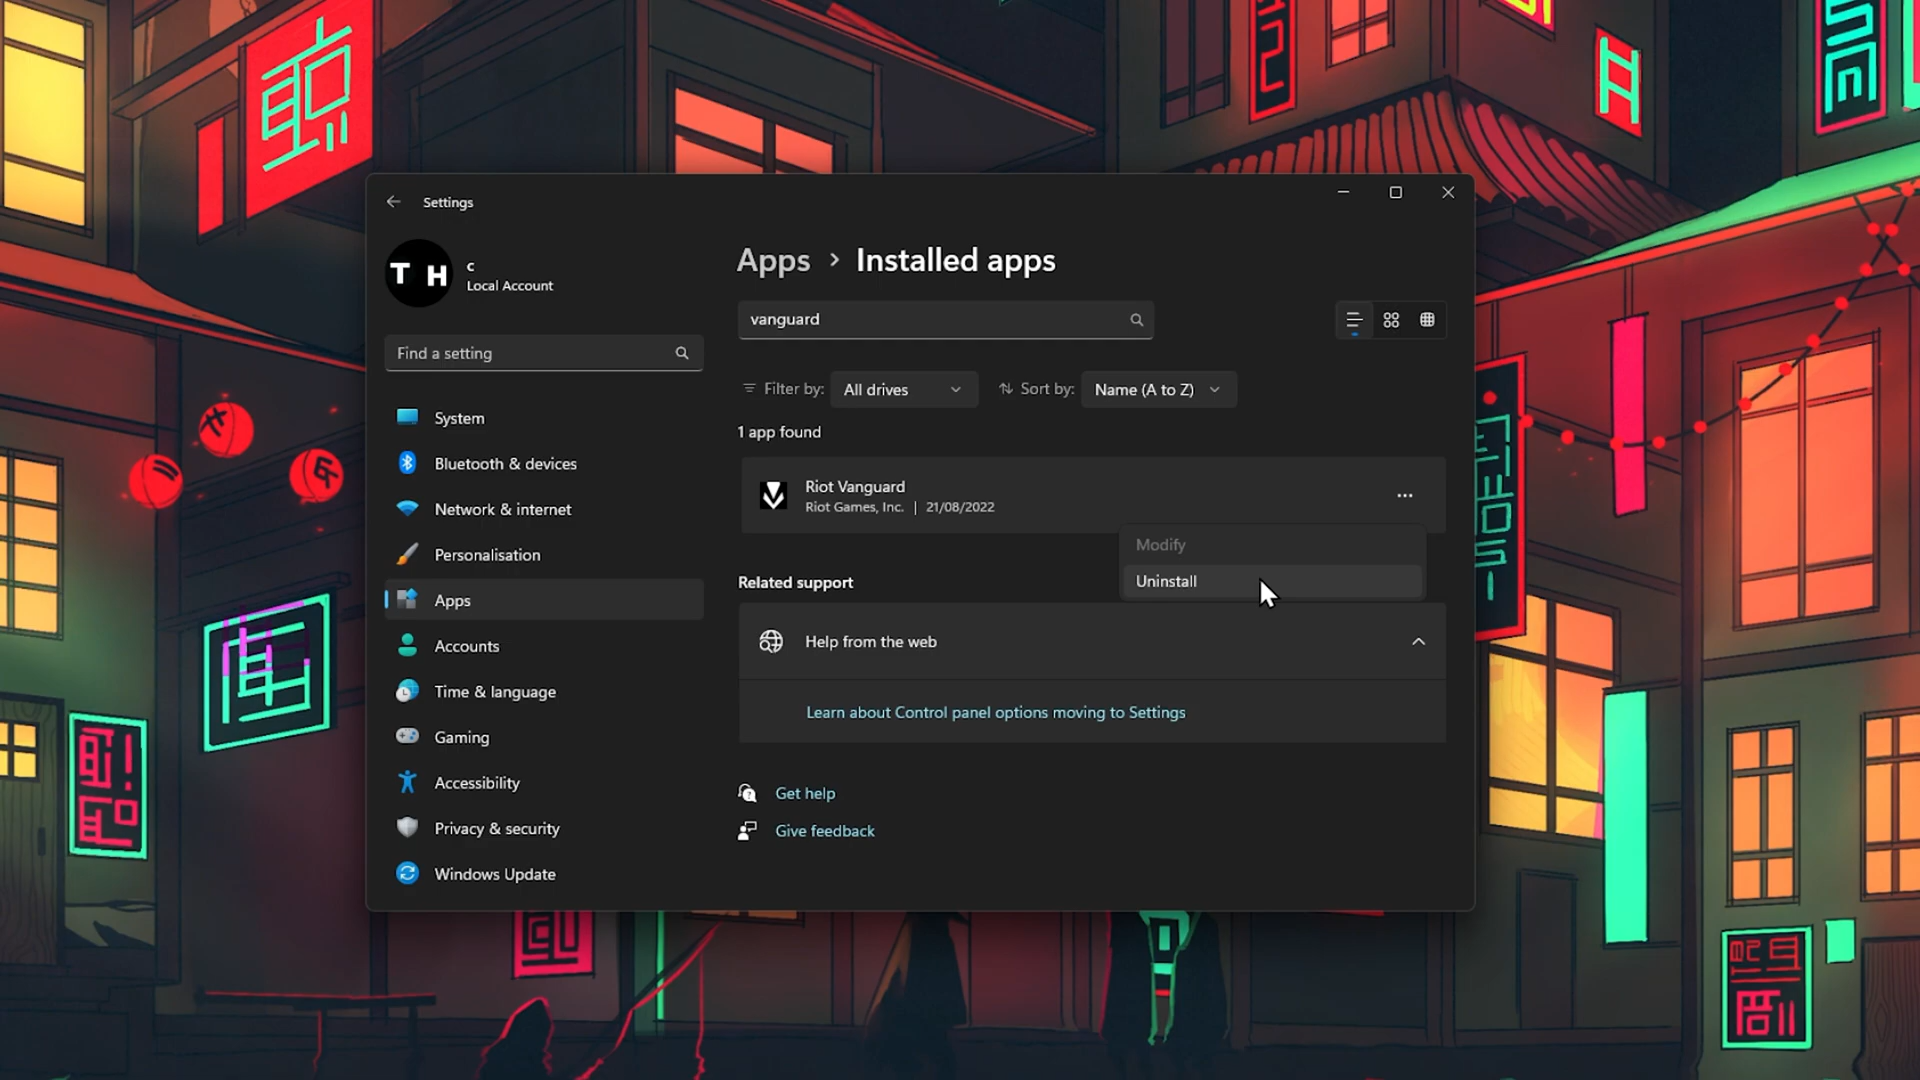 Settings
T H
c
Local Account
Find a setting
System
Bluetooth & devices
Network & internet
Personalisation
Apps
Accounts
Time & language
Gaming
Accessibility
Privacy & security
Windows Update
Apps > Installed apps
vanguard
Filter by: All drives
Sort by: Name (A to Z)
1 app found
Riot Vanguard
Riot Games, Inc. | 21/08/2022
Modify
Uninstall
Related support
Help from the web
Learn about Control panel options moving to Settings
Get help
Give feedback